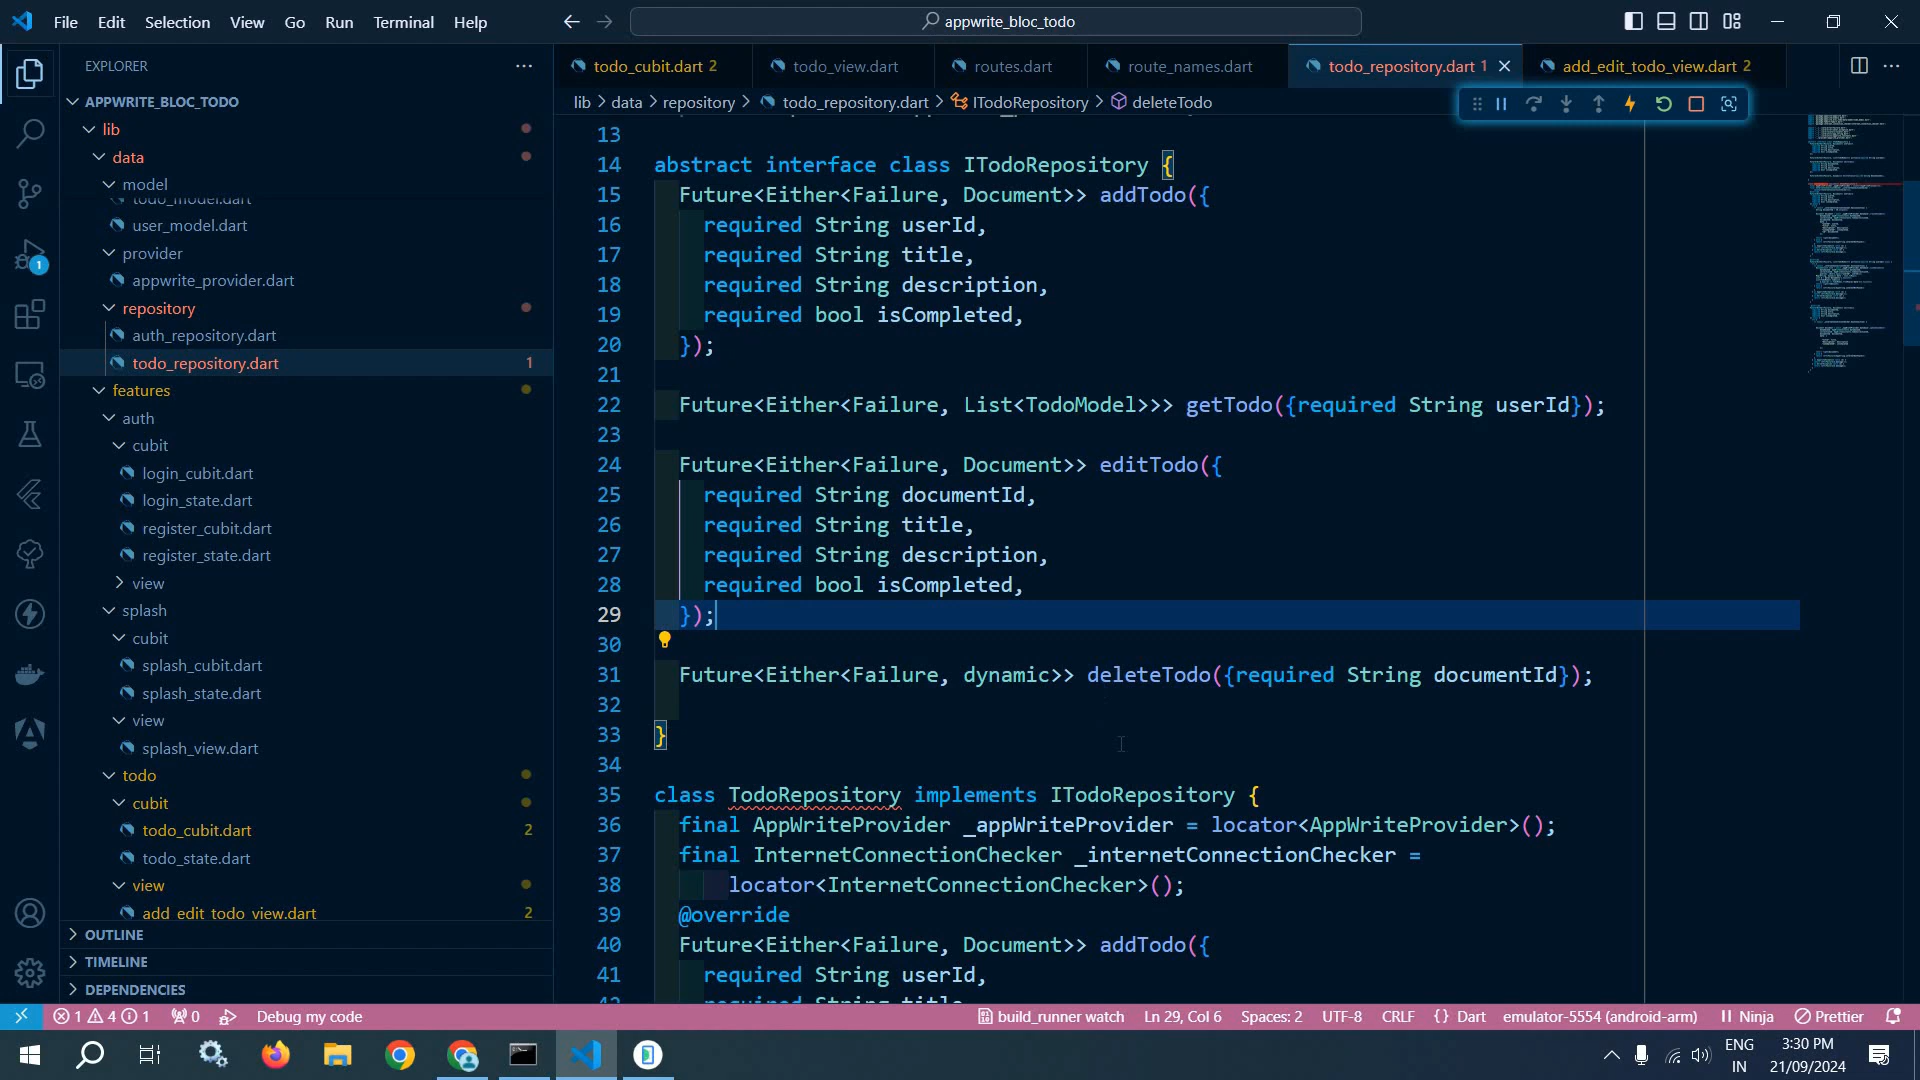 File Edit Selection View Go Run Terminal Help
appwrite_bloc_todo
EXPLORER
APPWRITE_BLOC_TODO
lib
data
model
todo_model.dart
user_model.dart
provider
appwrite_provider.dart
repository
auth_repository.dart
todo_repository.dart 1
features
auth
cubit
login_cubit.dart
login_state.dart
register_cubit.dart
register_state.dart
view
splash
cubit
splash_cubit.dart
splash_state.dart
view
splash_view.dart
todo
cubit
todo_cubit.dart 2
todo_state.dart
view
add_edit_todo_view.dart 2
OUTLINE
TIMELINE
DEPENDENCIES
1
todo_cubit.dart 2 todo_view.dart routes.dart route_names.dart todo_repository.dart 1 add_edit_todo_view.dart 2
lib > data > repository > todo_repository.dart > ITodoRepository > deleteTodo
13
14 abstract interface class ITodoRepository {
15 Future<Either<Failure, Document>> addTodo({
16 required String userId,
17 required String title,
18 required String description,
19 required bool isCompleted,
20 });
21
22 Future<Either<Failure, List<TodoModel>>> getTodo({required String userId});
23
24 Future<Either<Failure, Document>> editTodo({
25 required String documentId,
26 required String title,
27 required String description,
28 required bool isCompleted,
29 });
30
31 Future<Either<Failure, dynamic>> deleteTodo({required String documentId});
32
33 }
34
35 class TodoRepository implements ITodoRepository {
36 final AppWriteProvider _appWriteProvider = locator<AppWriteProvider>();
37 final InternetConnectionChecker _internetConnectionChecker =
38 locator<InternetConnectionChecker>();
39 @override
40 Future<Either<Failure, Document>> addTodo({
41 required String userId,
42 required String title,
1 4 1 0 Debug my code build_runner watch Ln 29, Col 6 Spaces: 2 UTF-8 CRLF {} Dart emulator-5554 (android-arm) Ninja Prettier
ENG
IN
3:30 PM
21/09/2024